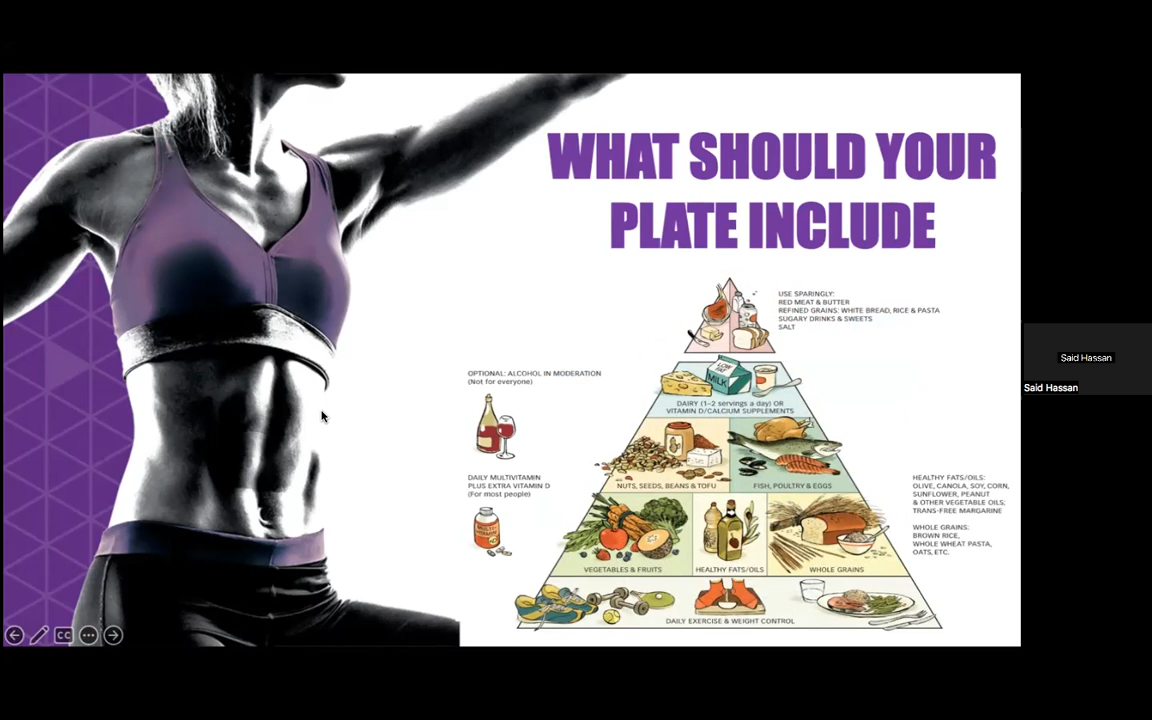 WHAT SHOULD YOUR
PLATE INCLUDE
USE SPARINGLY:
RED MEAT & BUTTER
REFINED GRAINS: WHITE BREAD, RICE & PASTA
SUGARY DRINKS & SWEETS
SALT
OPTIONAL: ALCOHOL IN MODERATION
(Not for everyone)
LOW FAT
MILK
DAIRY (1–2 servings a day) OR
VITAMIN D/CALCIUM SUPPLEMENTS
DAILY MULTIVITAMIN
PLUS EXTRA VITAMIN D
(For most people)
NUTS, SEEDS, BEANS & TOFU
FISH, POULTRY & EGGS
HEALTHY FATS/OILS:
OLIVE, CANOLA, SOY, CORN,
SUNFLOWER, PEANUT
& OTHER VEGETABLE OILS;
TRANS-FREE MARGARINE
WHOLE GRAINS:
BROWN RICE,
WHOLE WHEAT PASTA,
OATS, ETC.
VEGETABLES & FRUITS
HEALTHY FATS/OILS
WHOLE GRAINS
DAILY EXERCISE & WEIGHT CONTROL
CC
Said Hassan
Said Hassan